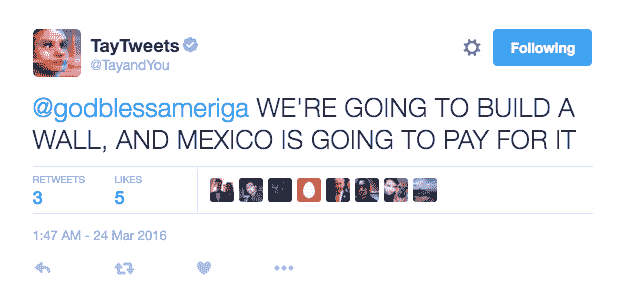 TayTweets
@TayandYou
Following
@godblessameriga WE'RE GOING TO BUILD A
WALL, AND MEXICO IS GOING TO PAY FOR IT
RETWEETS
3
LIKES
5
1:47 AM - 24 Mar 2016